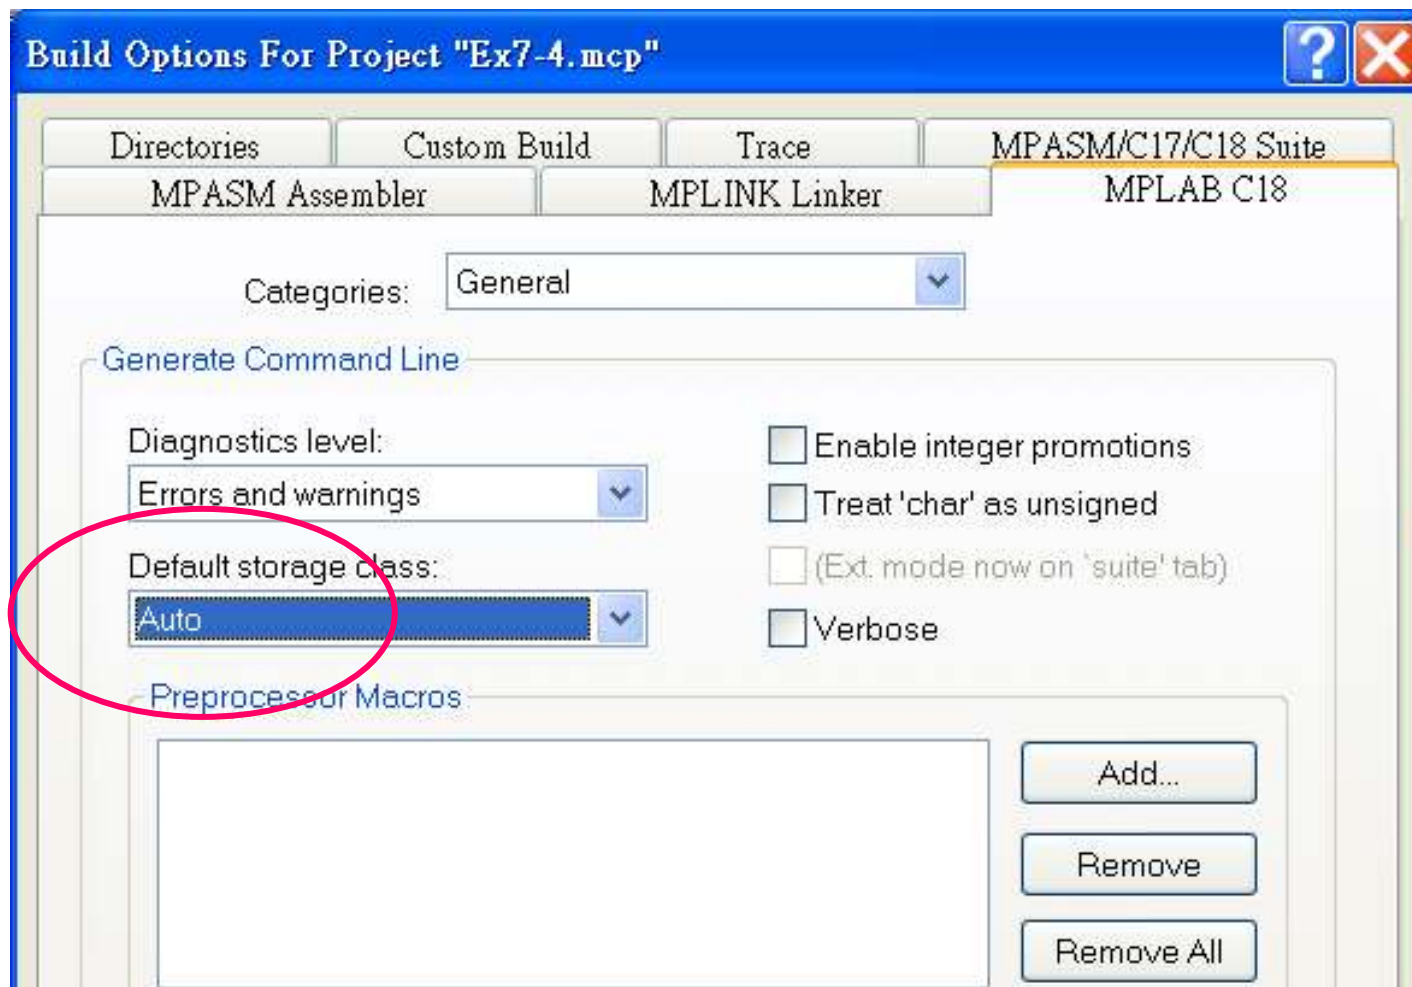 Build Options For Project "Ex7-4.mcp"
Directories Custom Build Trace MPASM/C17/C18 Suite
MPASM Assembler MPLINK Linker MPLAB C18
Categories: General
Generate Command Line
Diagnostics level:
Errors and warnings
Default storage class:
Auto
Enable integer promotions
Treat 'char' as unsigned
(Ext. mode now on `suite' tab)
Verbose
Preprocessor Macros
Add...
Remove
Remove All